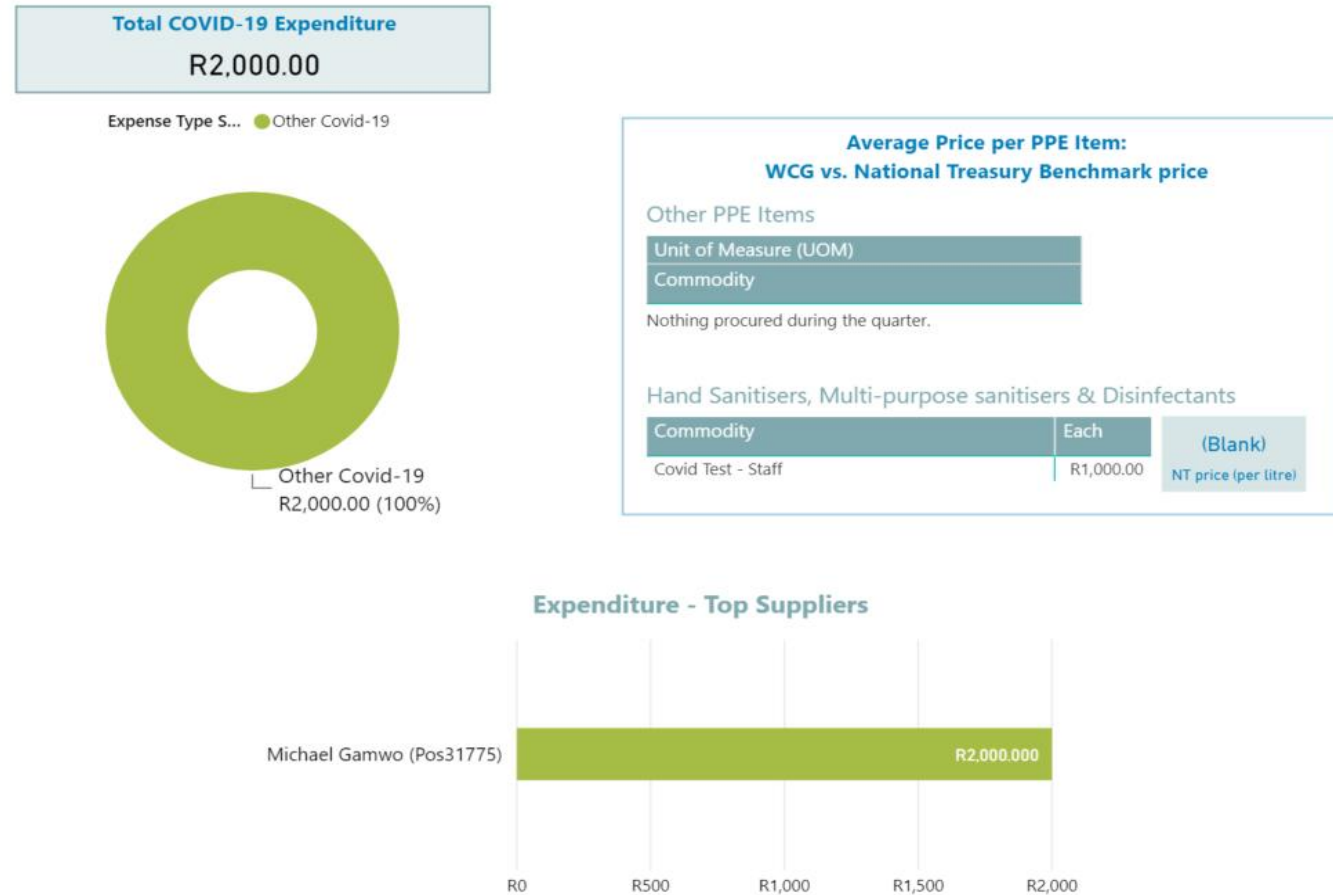 Total COVID-19 Expenditure
R2,000.00
Expense Type S... Other Covid-19
Other Covid-19
R2,000.00 (100%)
Average Price per PPE Item:
WCG vs. National Treasury Benchmark price
Other PPE Items
Unit of Measure (UOM)
Commodity
Nothing procured during the quarter.
Hand Sanitisers, Multi-purpose sanitisers & Disinfectants
Commodity Each
Covid Test - Staff R1,000.00
(Blank)
NT price (per litre)
Expenditure - Top Suppliers
Michael Gamwo (Pos31775) R2,000.000
R0 R500 R1,000 R1,500 R2,000